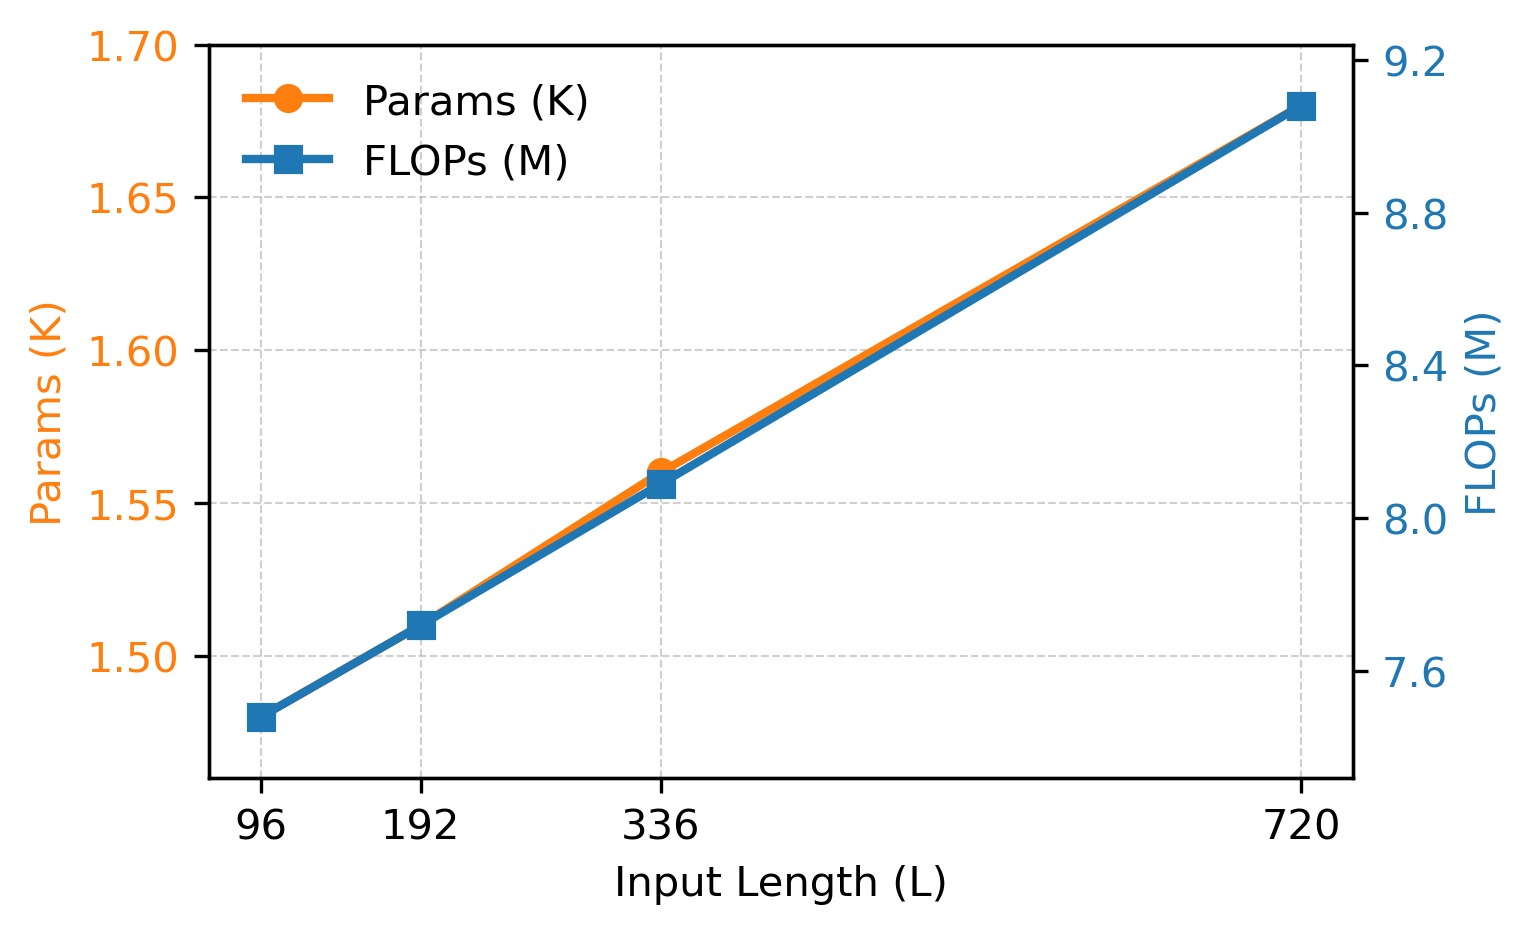 Params (K)
FLOPs (M)
1.70
1.65
1.60
1.55
1.50
Params (K)
9.2
8.8
8.4
8.0
7.6
FLOPs (M)
96 192 336 720
Input Length (L)